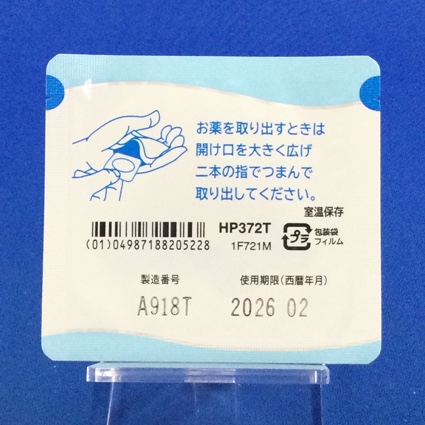 お薬を取り出すときは
開け口を大きく広げ
二本の指でつまんで
取り出してください。
室温保存
HP372T
1F721M
プラ
包装袋
フィルム
(01)04987188205228
製造番号
使用期限(西暦年月)
A918T
2026 02